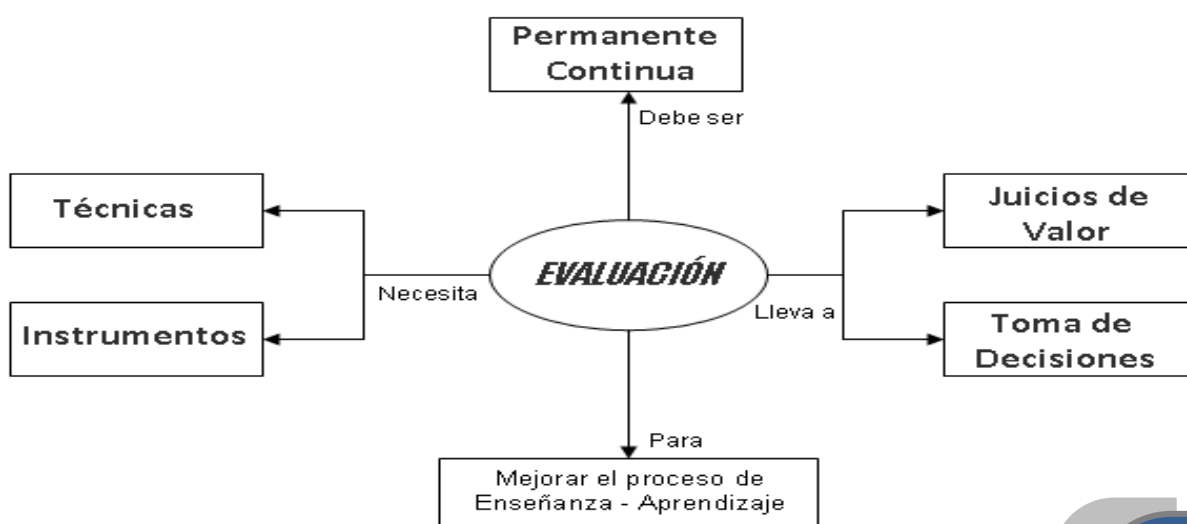 Permanente
Continua
Debe ser
Técnicas
Juicios de
Valor
EVALUACIÓN
Necesita
Lleva a
Instrumentos
Toma de
Decisiones
Para
Mejorar el proceso de
Enseñanza - Aprendizaje